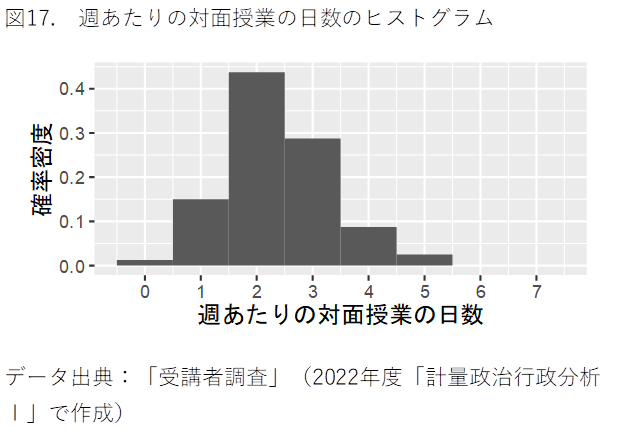 図17.　週あたりの対面授業の日数のヒストグラム
0.4
0.3
0.2
0.1
0.0
確率密度
0 1 2 3 4 5 6 7
週あたりの対面授業の日数
データ出典：「受講者調査」（2022年度「計量政治行政分析
Ⅰ」で作成）